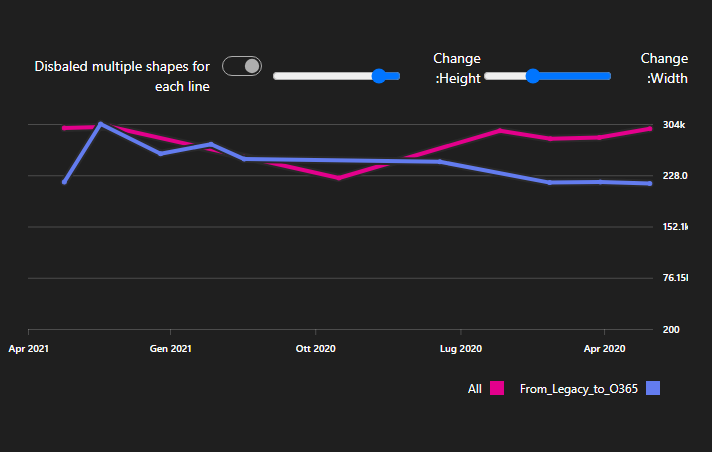 Disbaled multiple shapes for
each line
Change
:Height
Change
:Width
304k
228.0
152.1k
76.15k
200
Apr 2021
Gen 2021
Ott 2020
Lug 2020
Apr 2020
All
From_Legacy_to_O365